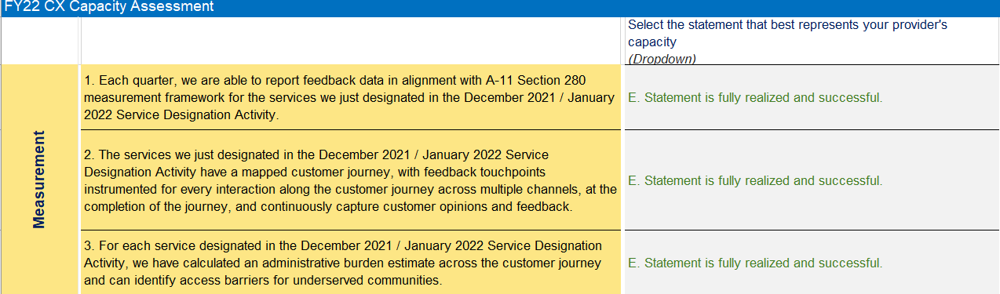 FY22 CX Capacity Assessment
Select the statement that best represents your provider's
capacity
(Dropdown)
Measurement
1. Each quarter, we are able to report feedback data in alignment with A-11 Section 280
measurement framework for the services we just designated in the December 2021 / January
2022 Service Designation Activity.
E. Statement is fully realized and successful.
2. The services we just designated in the December 2021 / January 2022 Service
Designation Activity have a mapped customer journey, with feedback touchpoints
instrumented for every interaction along the customer journey across multiple channels, at the
completion of the journey, and continuously capture customer opinions and feedback.
E. Statement is fully realized and successful.
3. For each service designated in the December 2021 / January 2022 Service Designation
Activity, we have calculated an administrative burden estimate across the customer journey
and can identify access barriers for underserved communities.
E. Statement is fully realized and successful.